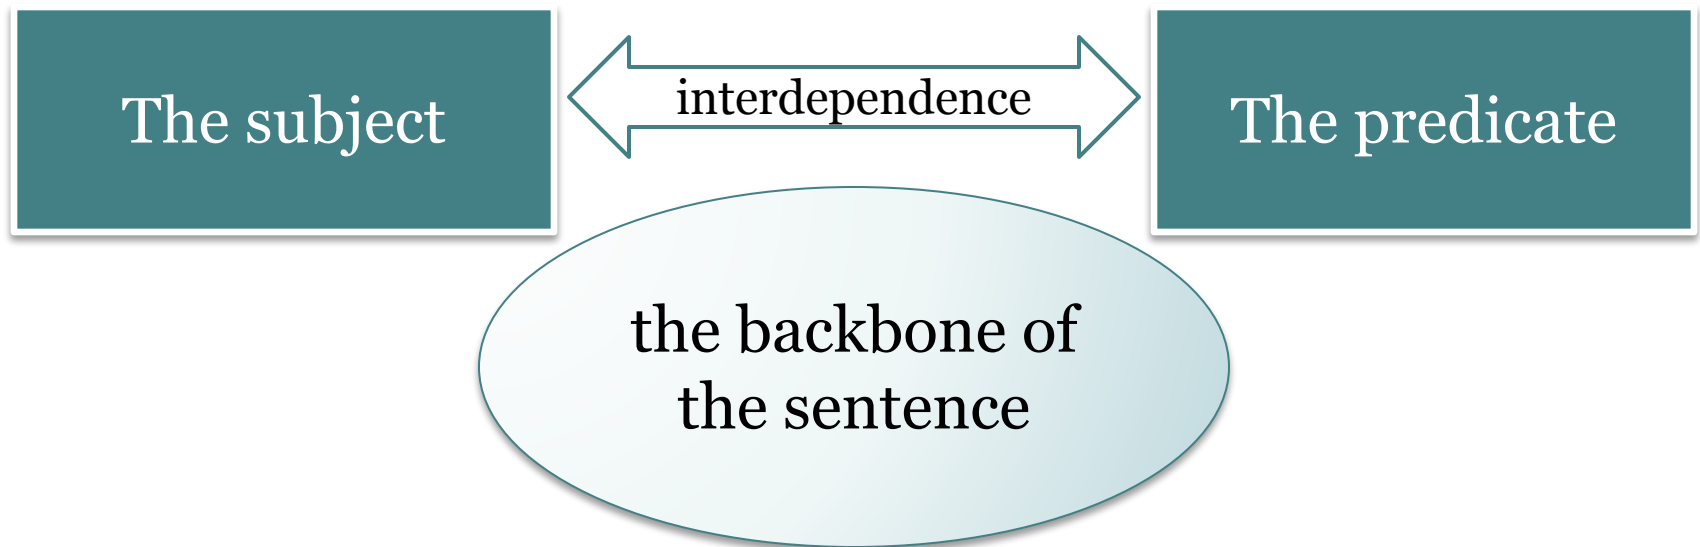 The subject
interdependence
The predicate
the backbone of
the sentence